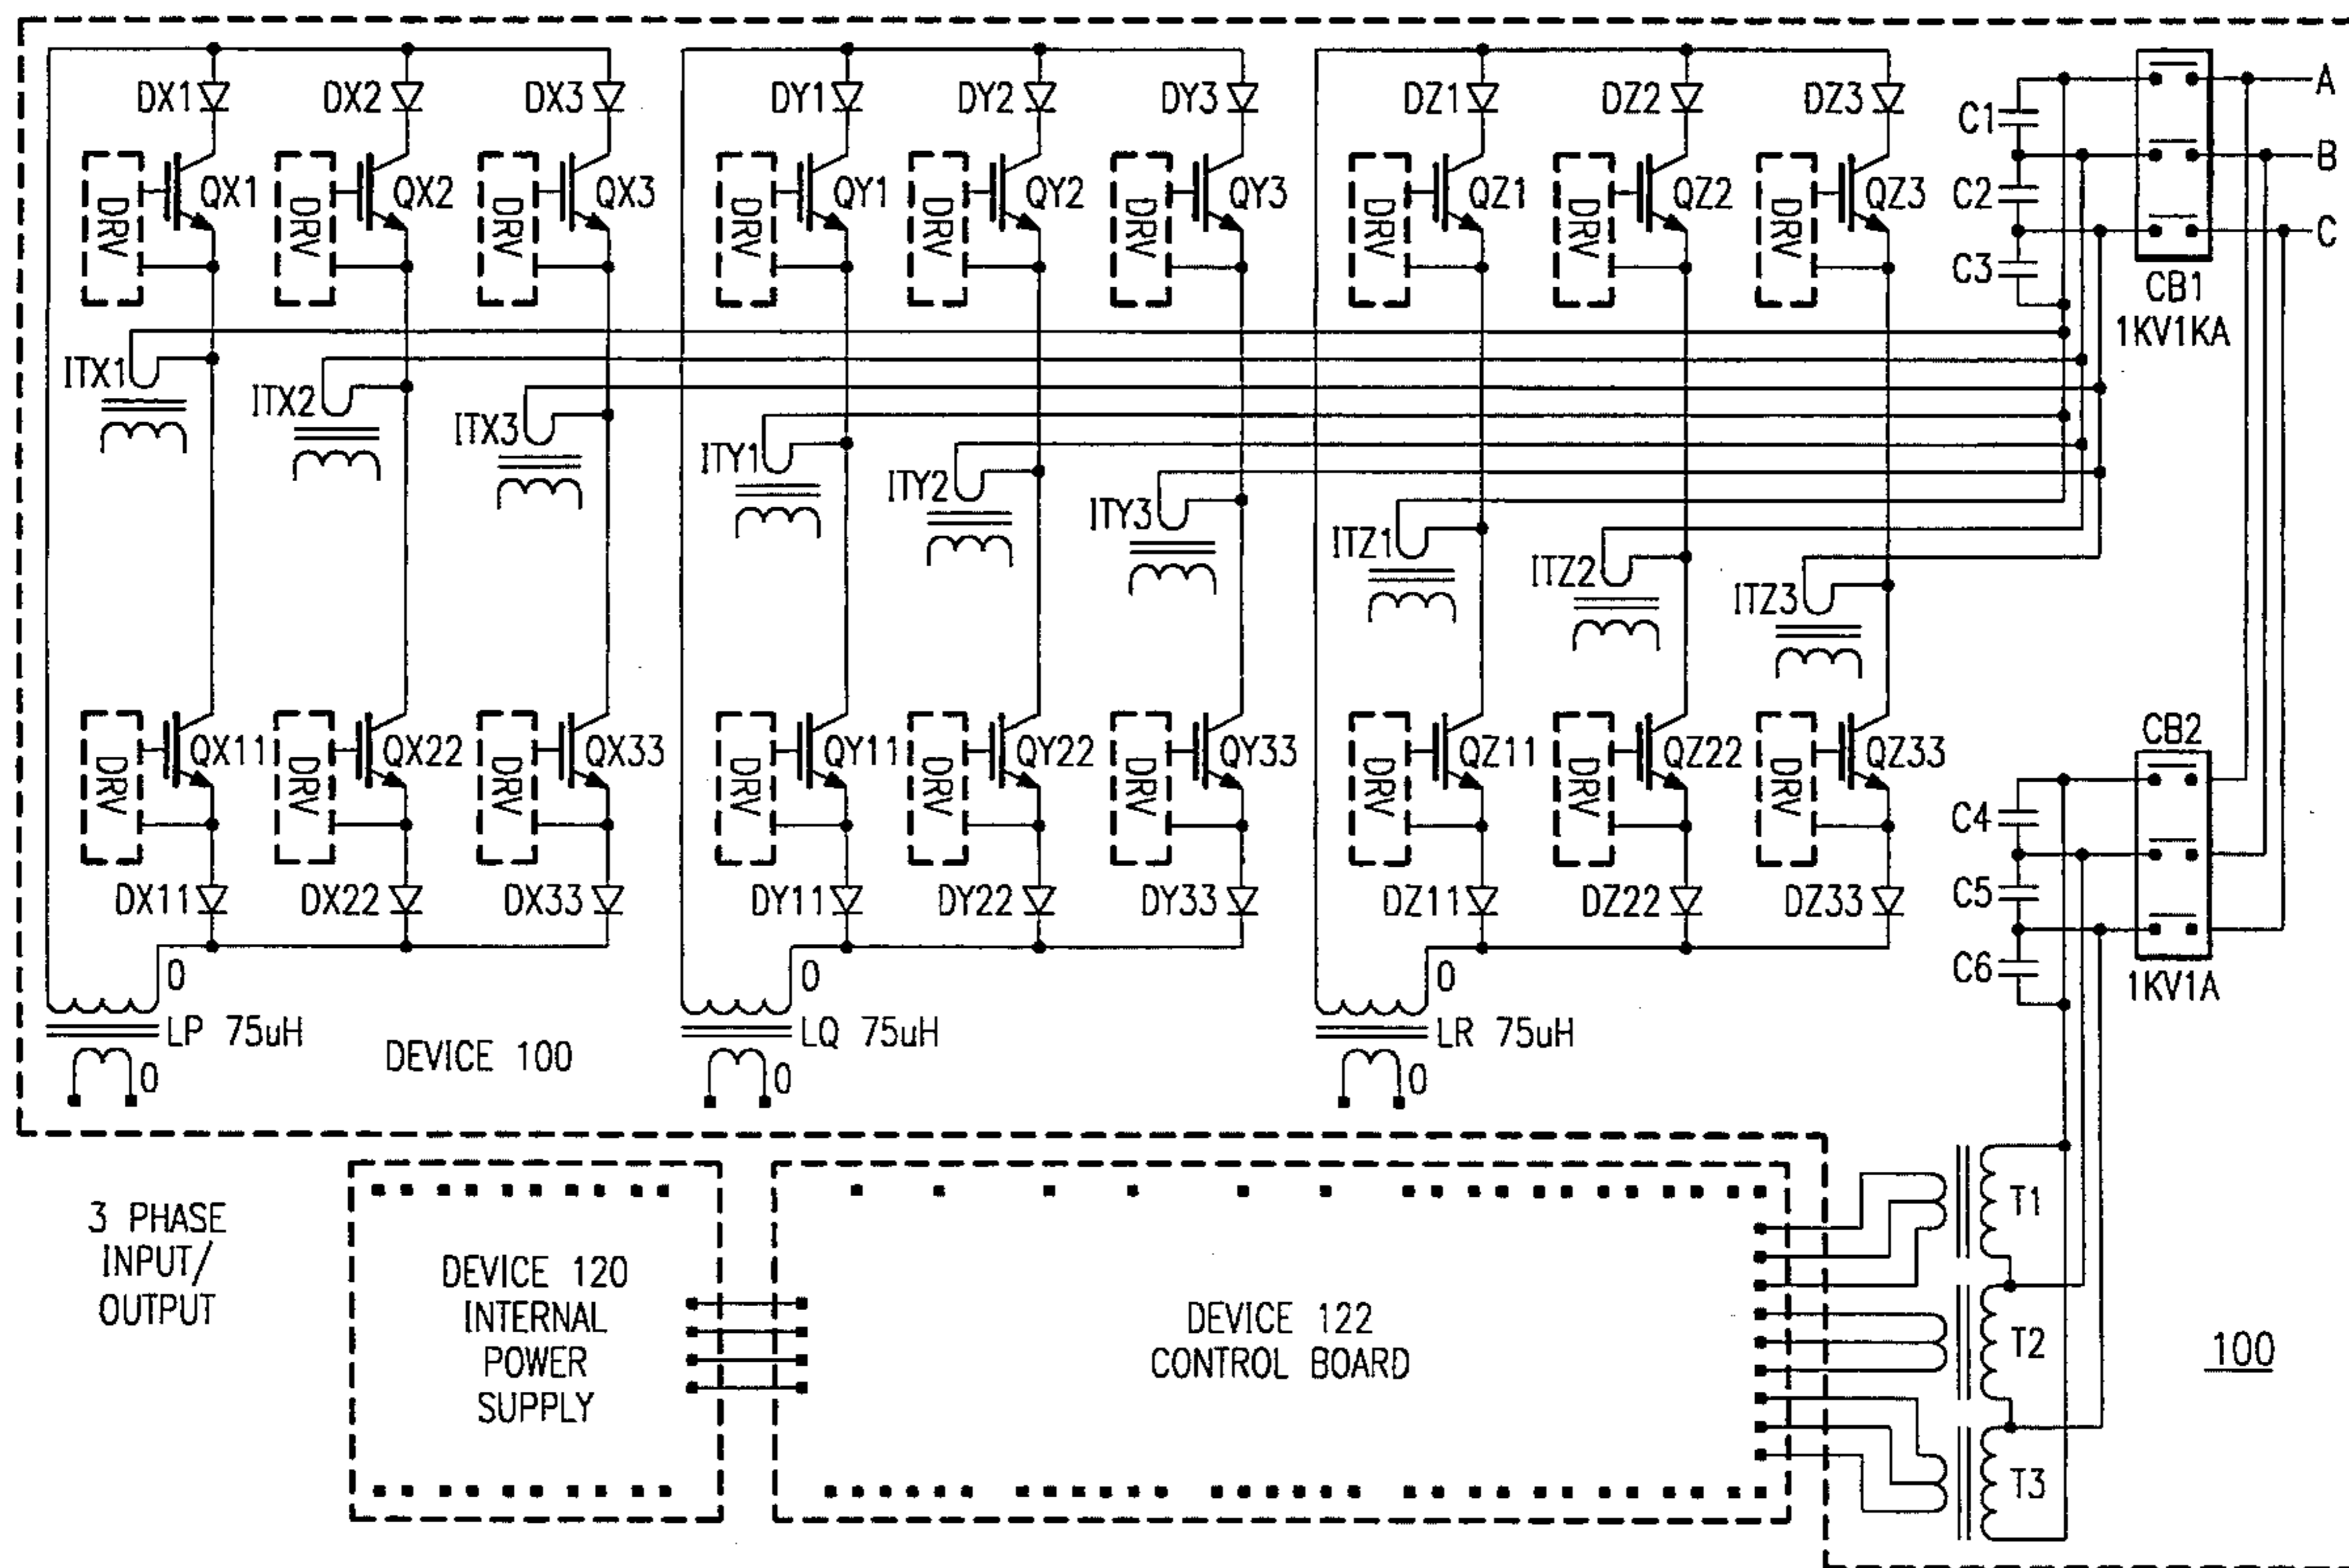 DX1 DX2 DX3 DY1 DY2 DY3 DZ1 DZ2 DZ3
A
C1
B
DRV QX1 DRV QX2 DRV QX3 DRV QY1 DRV QY2 DRV QY3 DRV QZ1 DRV QZ2 DRV QZ3
C2
C
C3
CB1
1KV1KA
ITX1
ITX2
ITX3
ITY1
ITY2
ITY3
ITZ1
ITZ2
ITZ3
CB2
DRV QX11 DRV QX22 DRV QX33 DRV QY11 DRV QY22 DRV QY33 DRV QZ11 DRV QZ22 DRV QZ33
C4
DX11 DX22 DX33 DY11 DY22 DY33 DZ11 DZ22 DZ33
C5
C6
1KV1A
0 0 0
LP 75uH LQ 75uH LR 75uH
DEVICE 100
0 0 0
3 PHASE
INPUT/
OUTPUT
DEVICE 120
INTERNAL
POWER
SUPPLY
DEVICE 122
CONTROL BOARD
T1
T2
T3
100